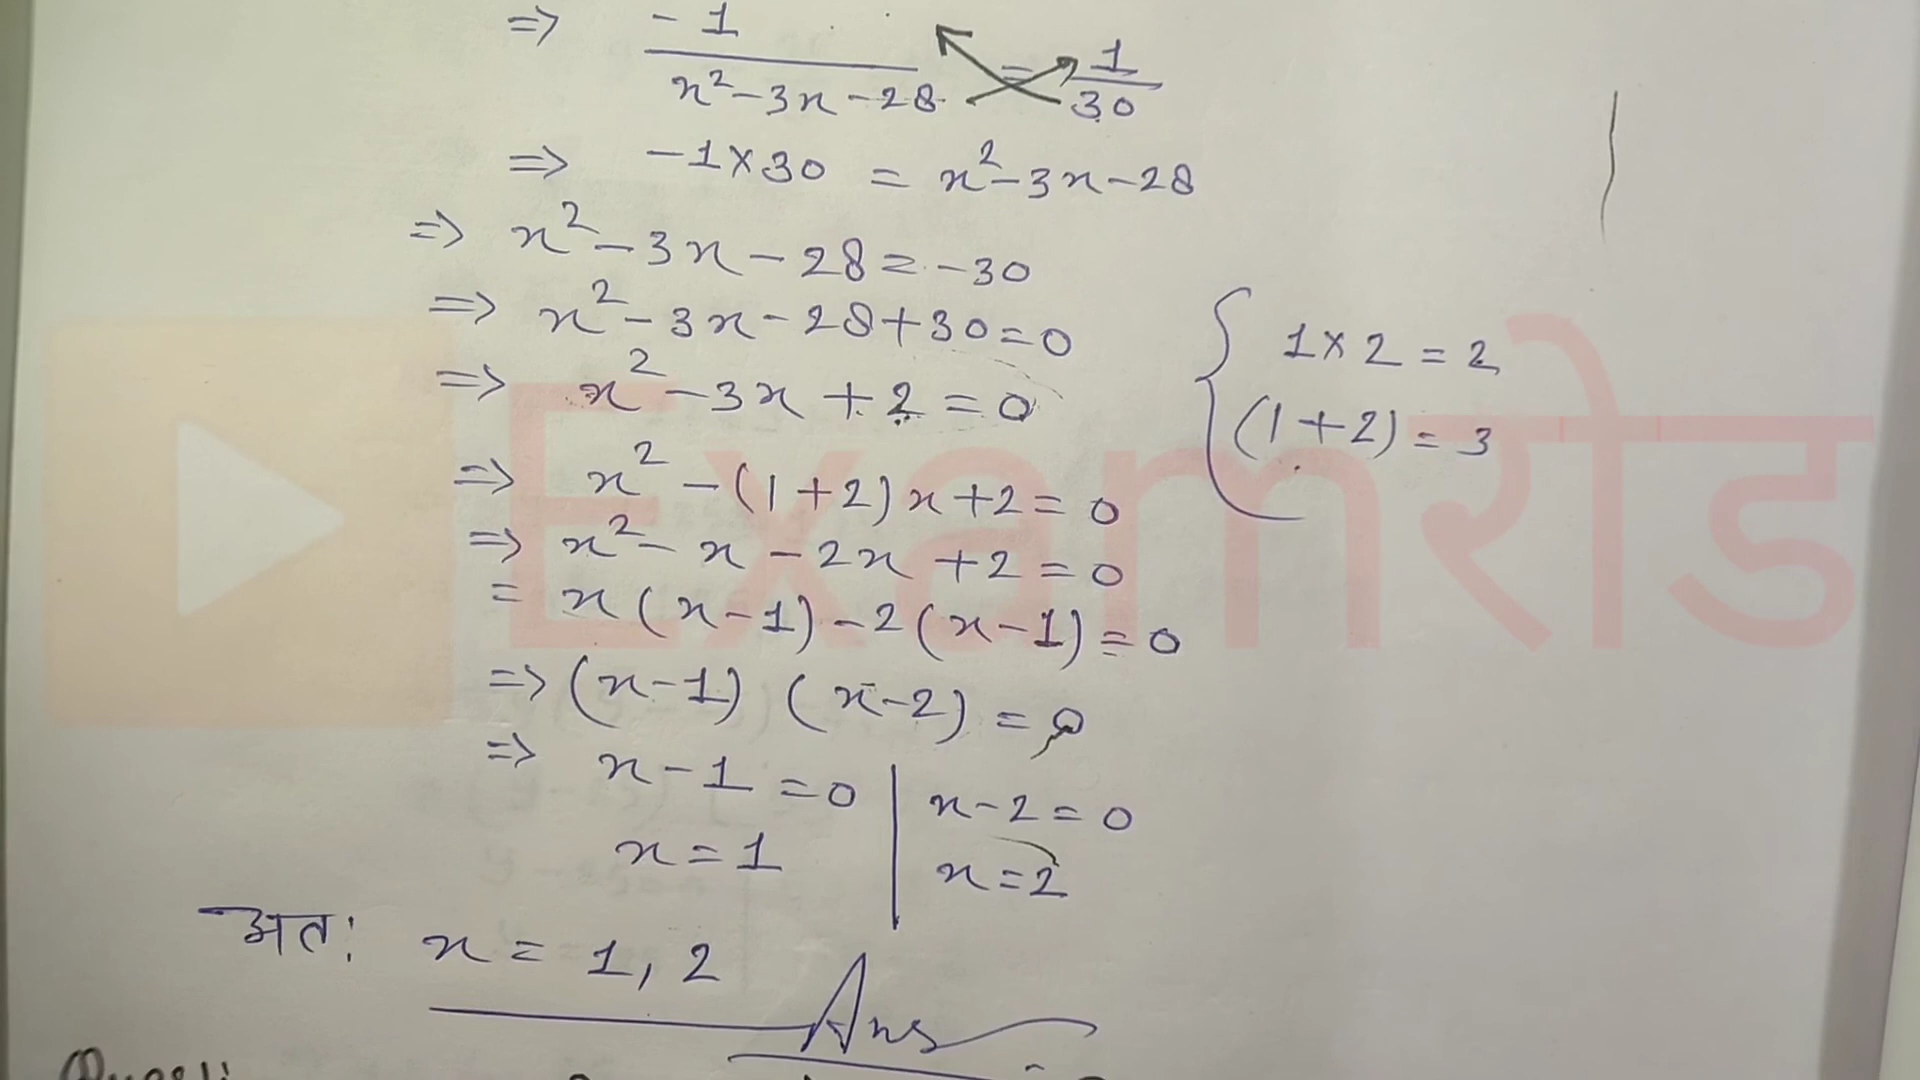 ⇒ -1 / x² - 3x - 28 = 1 / 30
⇒ -1 × 30 = x² - 3x - 28
⇒ x² - 3x - 28 = -30
⇒ x² - 3x - 28 + 30 = 0
⇒ x² - 3x + 2 = 0
1 × 2 = 2
(1 + 2) = 3
⇒ x² - (1 + 2) x + 2 = 0
⇒ x² - x - 2x + 2 = 0
= x (x - 1) - 2 (x - 1) = 0
⇒ (x - 1) (x - 2) = 0
⇒ x - 1 = 0 | x - 2 = 0
x = 1 | x = 2
अतः x = 1, 2
Ans
Examरोड